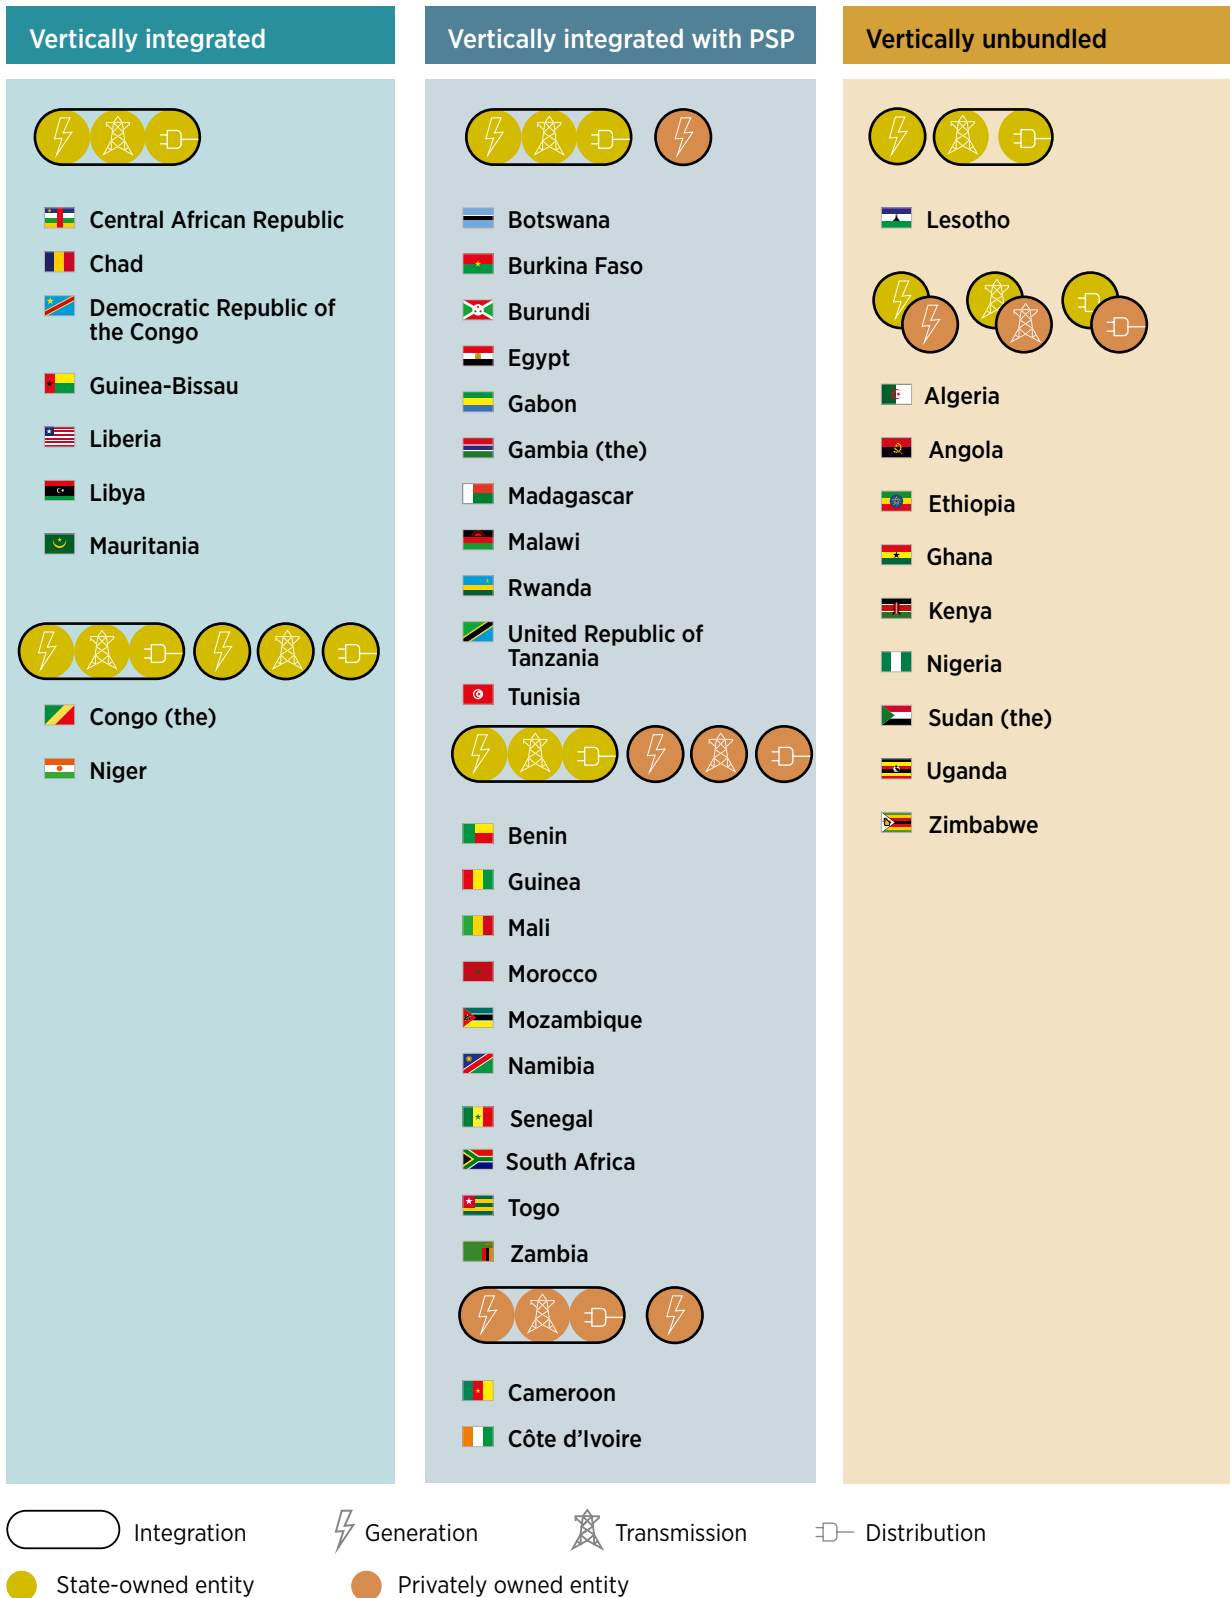 Vertically integrated
Central African Republic
Chad
Democratic Republic of
the Congo
Guinea-Bissau
Liberia
Libya
Mauritania
Congo (the)
Niger
Vertically integrated with PSP
Botswana
Burkina Faso
Burundi
Egypt
Gabon
Gambia (the)
Madagascar
Malawi
Rwanda
United Republic of
Tanzania
Tunisia
Benin
Guinea
Mali
Morocco
Mozambique
Namibia
Senegal
South Africa
Togo
Zambia
Cameroon
Côte d’Ivoire
Vertically unbundled
Lesotho
Algeria
Angola
Ethiopia
Ghana
Kenya
Nigeria
Sudan (the)
Uganda
Zimbabwe
Integration
Generation
Transmission
Distribution
State-owned entity
Privately owned entity